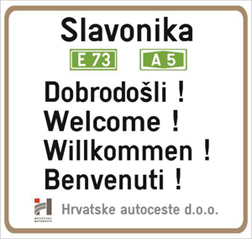 Slavonika
E 73 A 5
Dobrodošli !
Welcome !
Willkommen !
Benvenuti !
Hrvatske autoceste d.o.o.